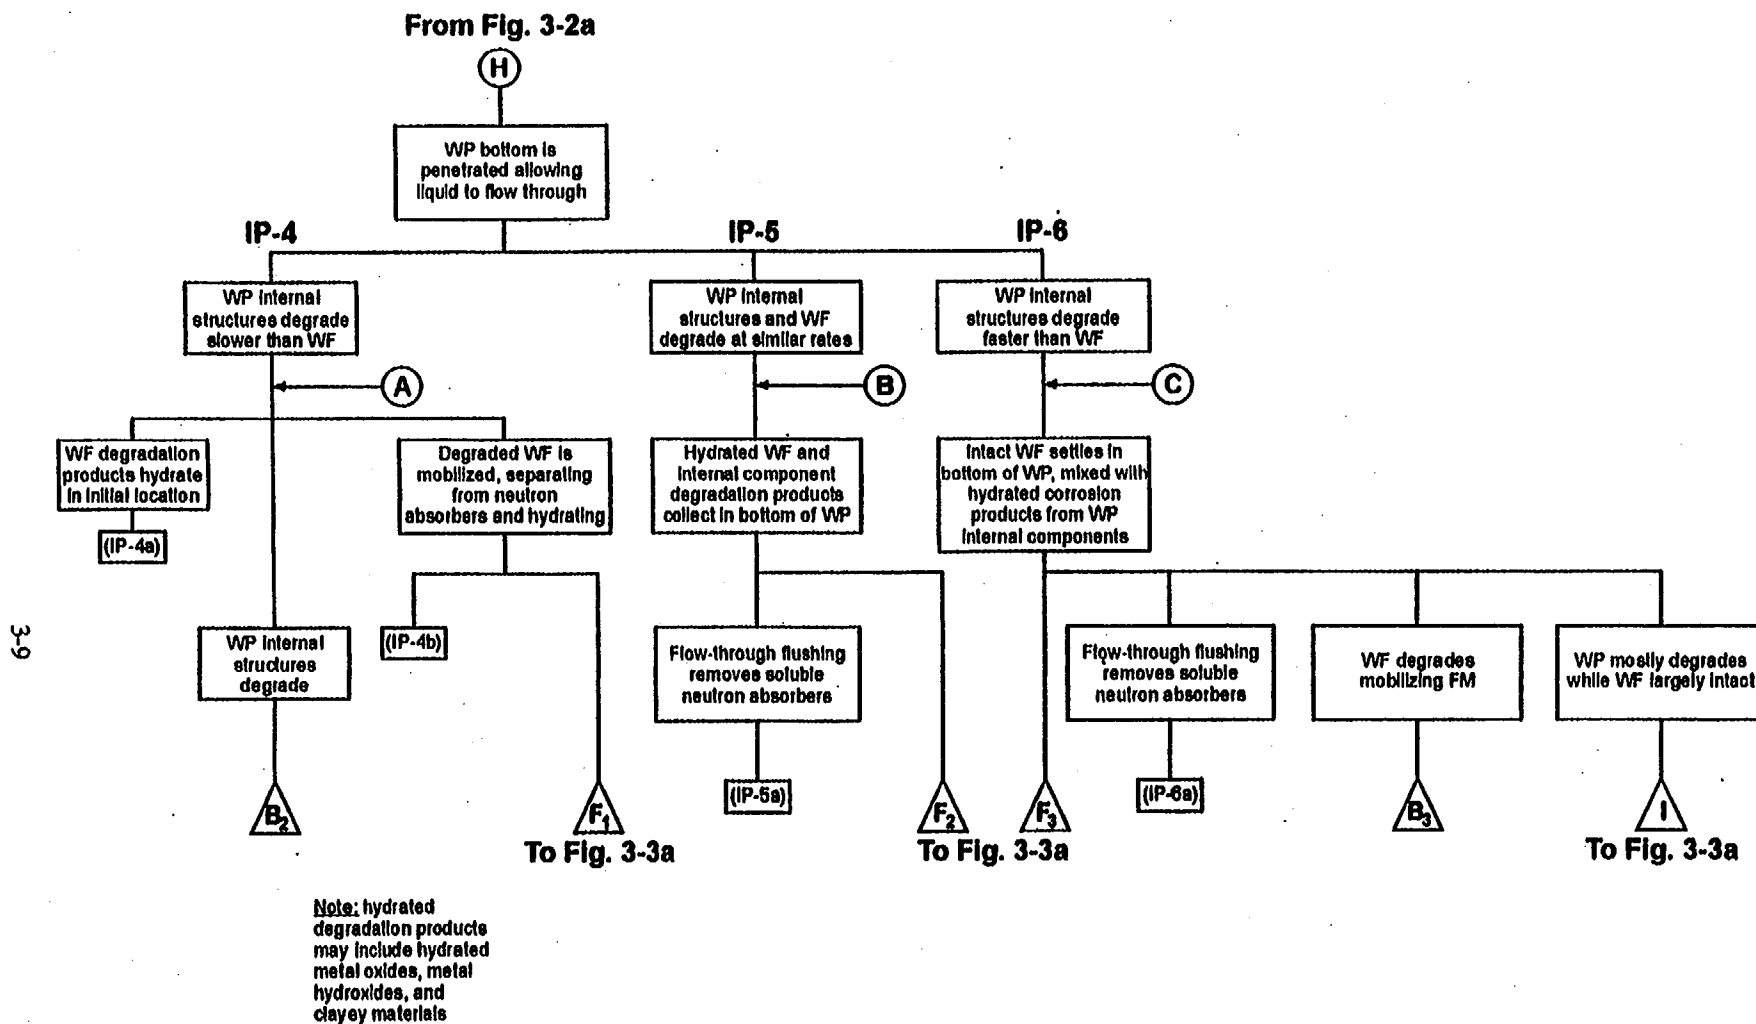 From Fig. 3-2a
H
WP bottom is
penetrated allowing
liquid to flow through
IP-4
IP-5
IP-6
WP Internal
structures degrade
slower than WF
WP Internal
structures and WF
degrade at similar rates
WP Internal
structures degrade
faster than WF
A
B
C
WF degradation
products hydrate
in initial location
(IP-4a)
Degraded WF is
mobilized, separating
from neutron
absorbers and hydrating
Hydrated WF and
internal component
degradation products
collect in bottom of WP
Intact WF settles in
bottom of WP, mixed with
hydrated corrosion
products from WP
internal components
WP Internal
structures
degrade
(IP-4b)
Flow-through flushing
removes soluble
neutron absorbers
Flow-through flushing
removes soluble
neutron absorbers
WF degrades
mobilizing FM
WP mostly degrades
while WF largely intact
(IP-5a)
(IP-6a)
B2
F1
F2
F3
B3
I
To Fig. 3-3a
To Fig. 3-3a
To Fig. 3-3a
Note: hydrated
degradation products
may include hydrated
metal oxides, metal
hydroxides, and
clayey materials
3-9